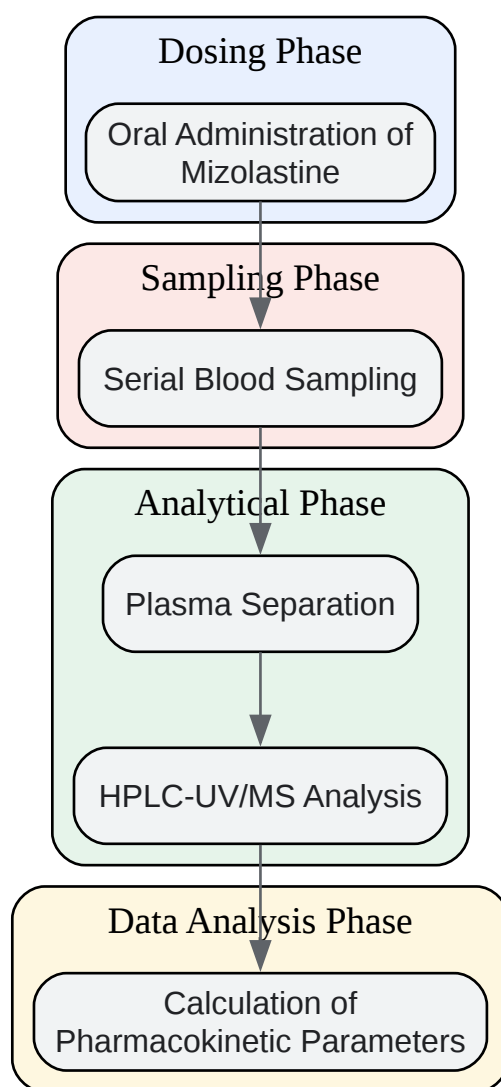 Dosing Phase
Oral Administration of
Mizolastine
Sampling Phase
Serial Blood Sampling
Analytical Phase
Plasma Separation
HPLC-UV/MS Analysis
Data Analysis Phase
Calculation of
Pharmacokinetic Parameters